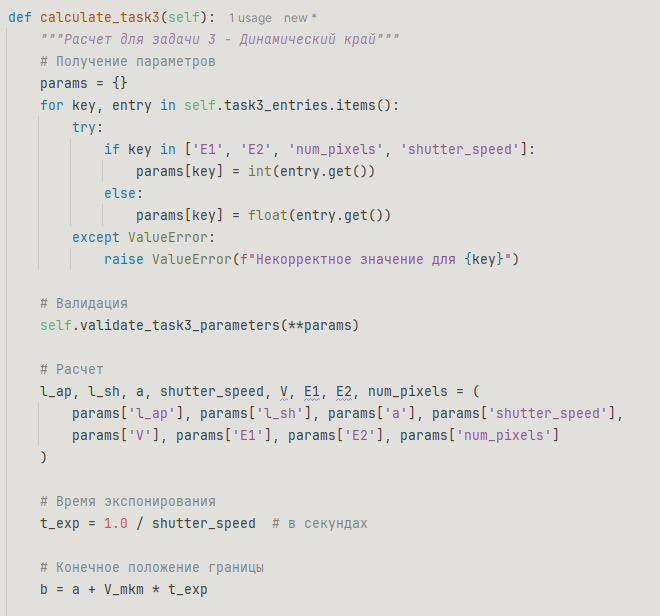 def calculate_task3(self):  1 usage  new *
    """Расчет для задачи 3 - Динамический край"""
    # Получение параметров
    params = {}
    for key, entry in self.task3_entries.items():
        try:
            if key in ['E1', 'E2', 'num_pixels', 'shutter_speed']:
                params[key] = int(entry.get())
            else:
                params[key] = float(entry.get())
        except ValueError:
            raise ValueError(f"Некорректное значение для {key}")

    # Валидация
    self.validate_task3_parameters(**params)

    # Расчет
    l_ap, l_sh, a, shutter_speed, V, E1, E2, num_pixels = (
        params['l_ap'], params['l_sh'], params['a'], params['shutter_speed'],
        params['V'], params['E1'], params['E2'], params['num_pixels']
    )

    # Время экспонирования
    t_exp = 1.0 / shutter_speed  # в секундах

    # Конечное положение границы
    b = a + V_mkm * t_exp